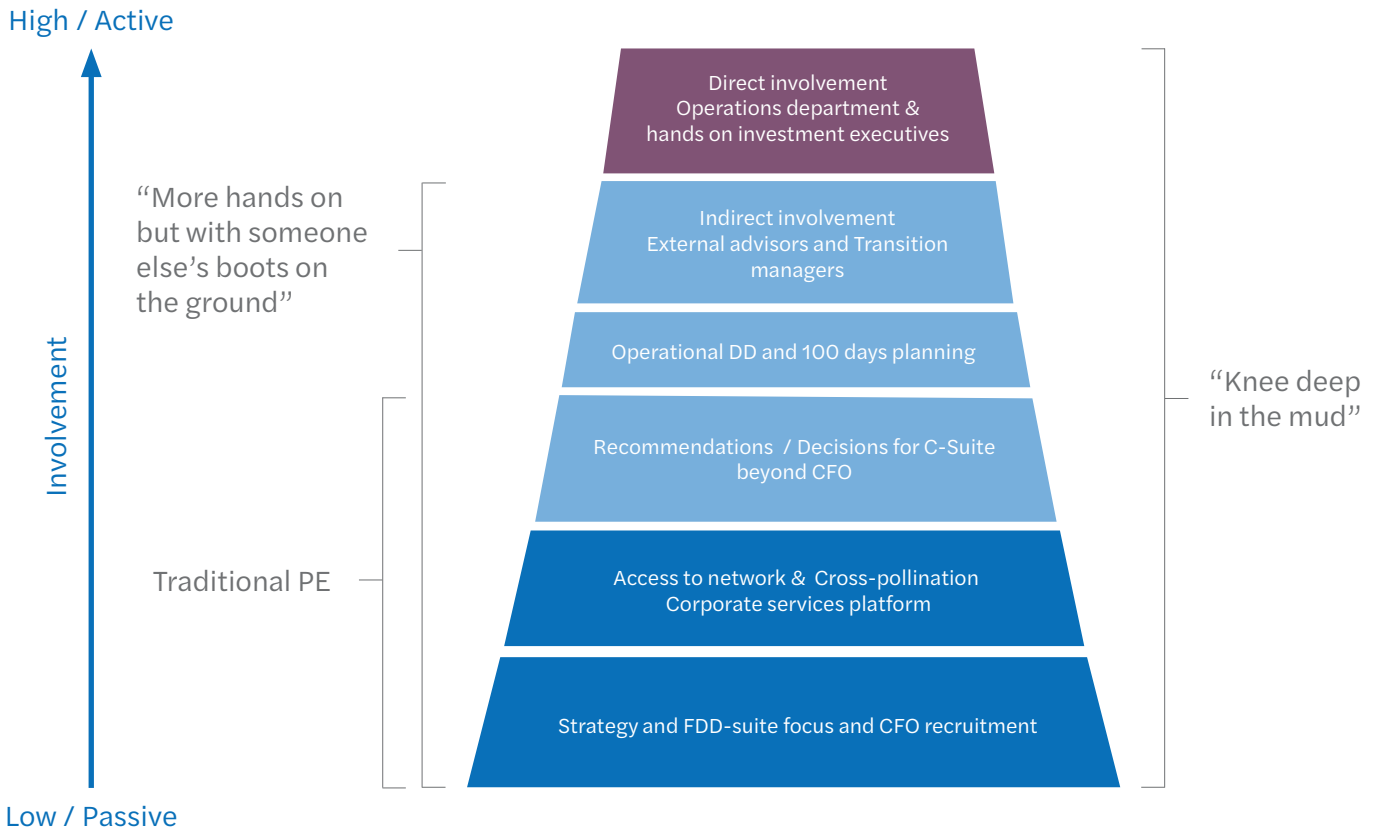 High / Active
Direct involvement
Operations department &
hands on investment executives
“More hands on
but with someone
else’s boots on
the ground”
Indirect involvement
External advisors and Transition
managers
Operational DD and 100 days planning
Involvement
“Knee deep
in the mud”
Recommendations / Decisions for C-Suite
beyond CFO
Traditional PE
Access to network & Cross-pollination
Corporate services platform
Strategy and FDD-suite focus and CFO recruitment
Low / Passive